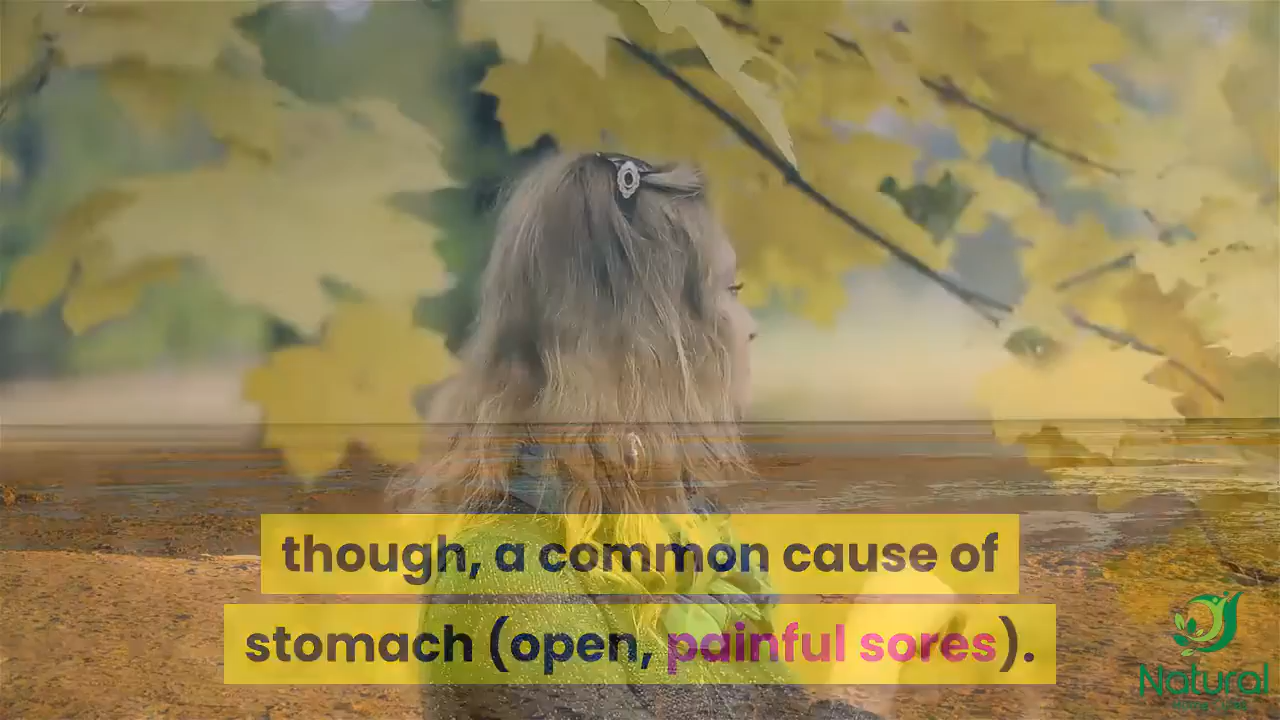 though, a common cause of
stomach (open, painful sores).
Natural